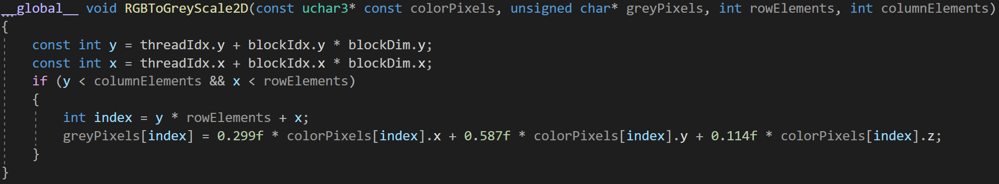 __global__ void RGBToGreyScale2D(const uchar3* const colorPixels, unsigned char* greyPixels, int rowElements, int columnElements)
{
    const int y = threadIdx.y + blockIdx.y * blockDim.y;
    const int x = threadIdx.x + blockIdx.x * blockDim.x;
    if (y < columnElements && x < rowElements)
    {
        int index = y * rowElements + x;
        greyPixels[index] = 0.299f * colorPixels[index].x + 0.587f * colorPixels[index].y + 0.114f * colorPixels[index].z;
    }
}